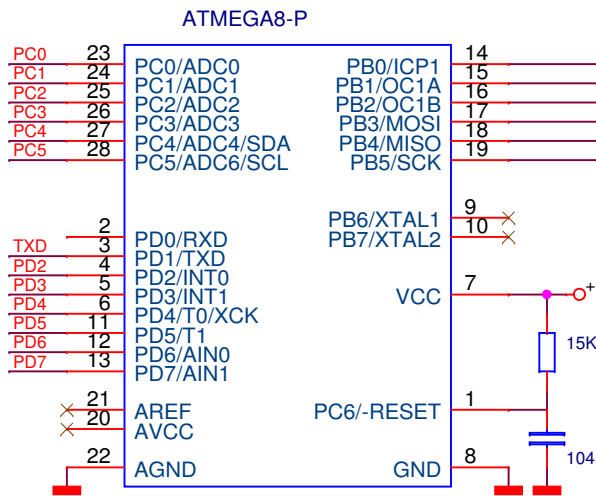 ATMEGA8-P
PC0 23 PC0/ADC0 PB0/ICP1 14
PC1 24 PC1/ADC1 PB1/OC1A 15
PC2 25 PC2/ADC2 PB2/OC1B 16
PC3 26 PC3/ADC3 PB3/MOSI 17
PC4 27 PC4/ADC4/SDA PB4/MISO 18
PC5 28 PC5/ADC6/SCL PB5/SCK 19
PB6/XTAL1 9
2 PD0/RXD PB7/XTAL2 10
TXD 3 PD1/TXD
PD2 4 PD2/INT0
PD3 5 PD3/INT1 VCC 7 +
PD4 6 PD4/T0/XCK
PD5 11 PD5/T1 15K
PD6 12 PD6/AIN0
PD7 13 PD7/AIN1
21 AREF PC6/-RESET 1
20 AVCC
104
22 AGND GND 8